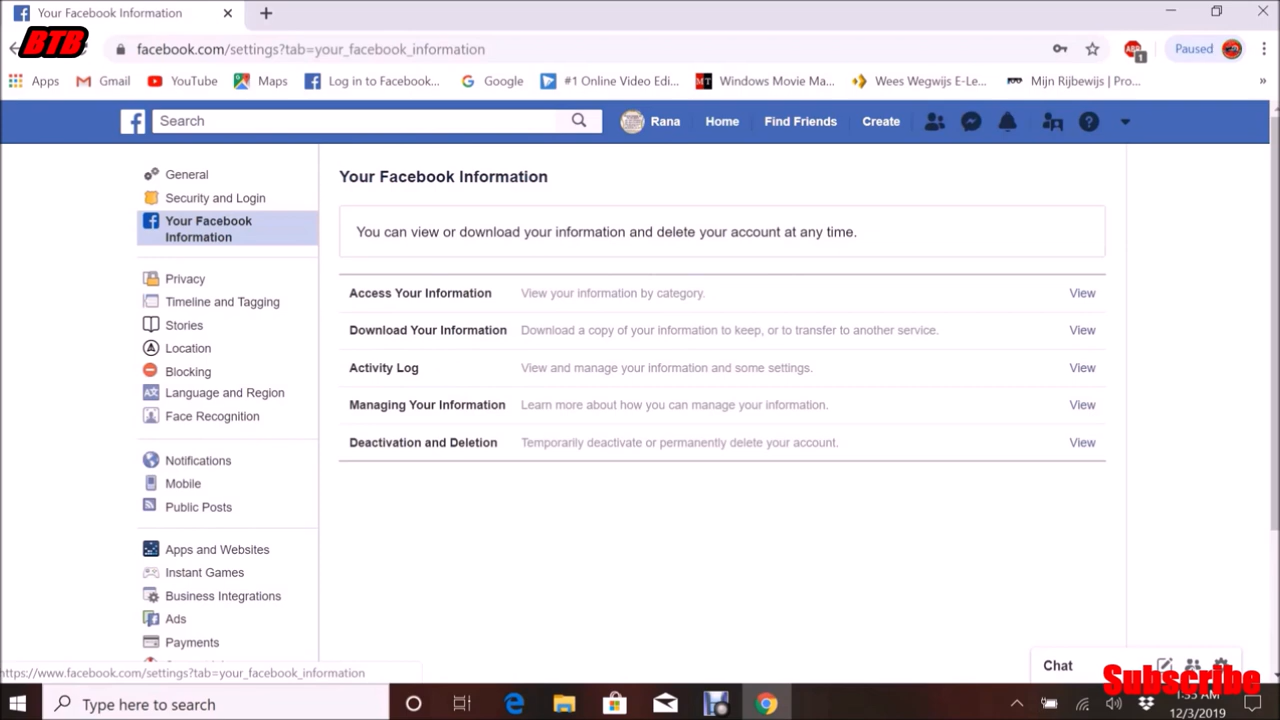 Your Facebook Information
BTB
facebook.com/settings?tab=your_facebook_information
1
Paused
Apps
Gmail
YouTube
Maps
Log in to Facebook...
Google
#1 Online Video Edi...
MT
Windows Movie Ma...
Wees Wegwijs E-Le...
Mijn Rijbewijs | Pro...
»
Search
Rana
Home
Find Friends
Create
General
Security and Login
Your Facebook
Information
Privacy
Timeline and Tagging
Stories
Location
Blocking
Language and Region
Face Recognition
Notifications
Mobile
Public Posts
Apps and Websites
Instant Games
Business Integrations
Ads
Payments
Your Facebook Information
You can view or download your information and delete your account at any time.
Access Your Information View your information by category. View
Download Your Information Download a copy of your information to keep, or to transfer to another service. View
Activity Log View and manage your information and some settings. View
Managing Your Information Learn more about how you can manage your information. View
Deactivation and Deletion Temporarily deactivate or permanently delete your account. View
https://www.facebook.com/settings?tab=your_facebook_information
Chat
Subscribe
Type here to search
12/3/2019